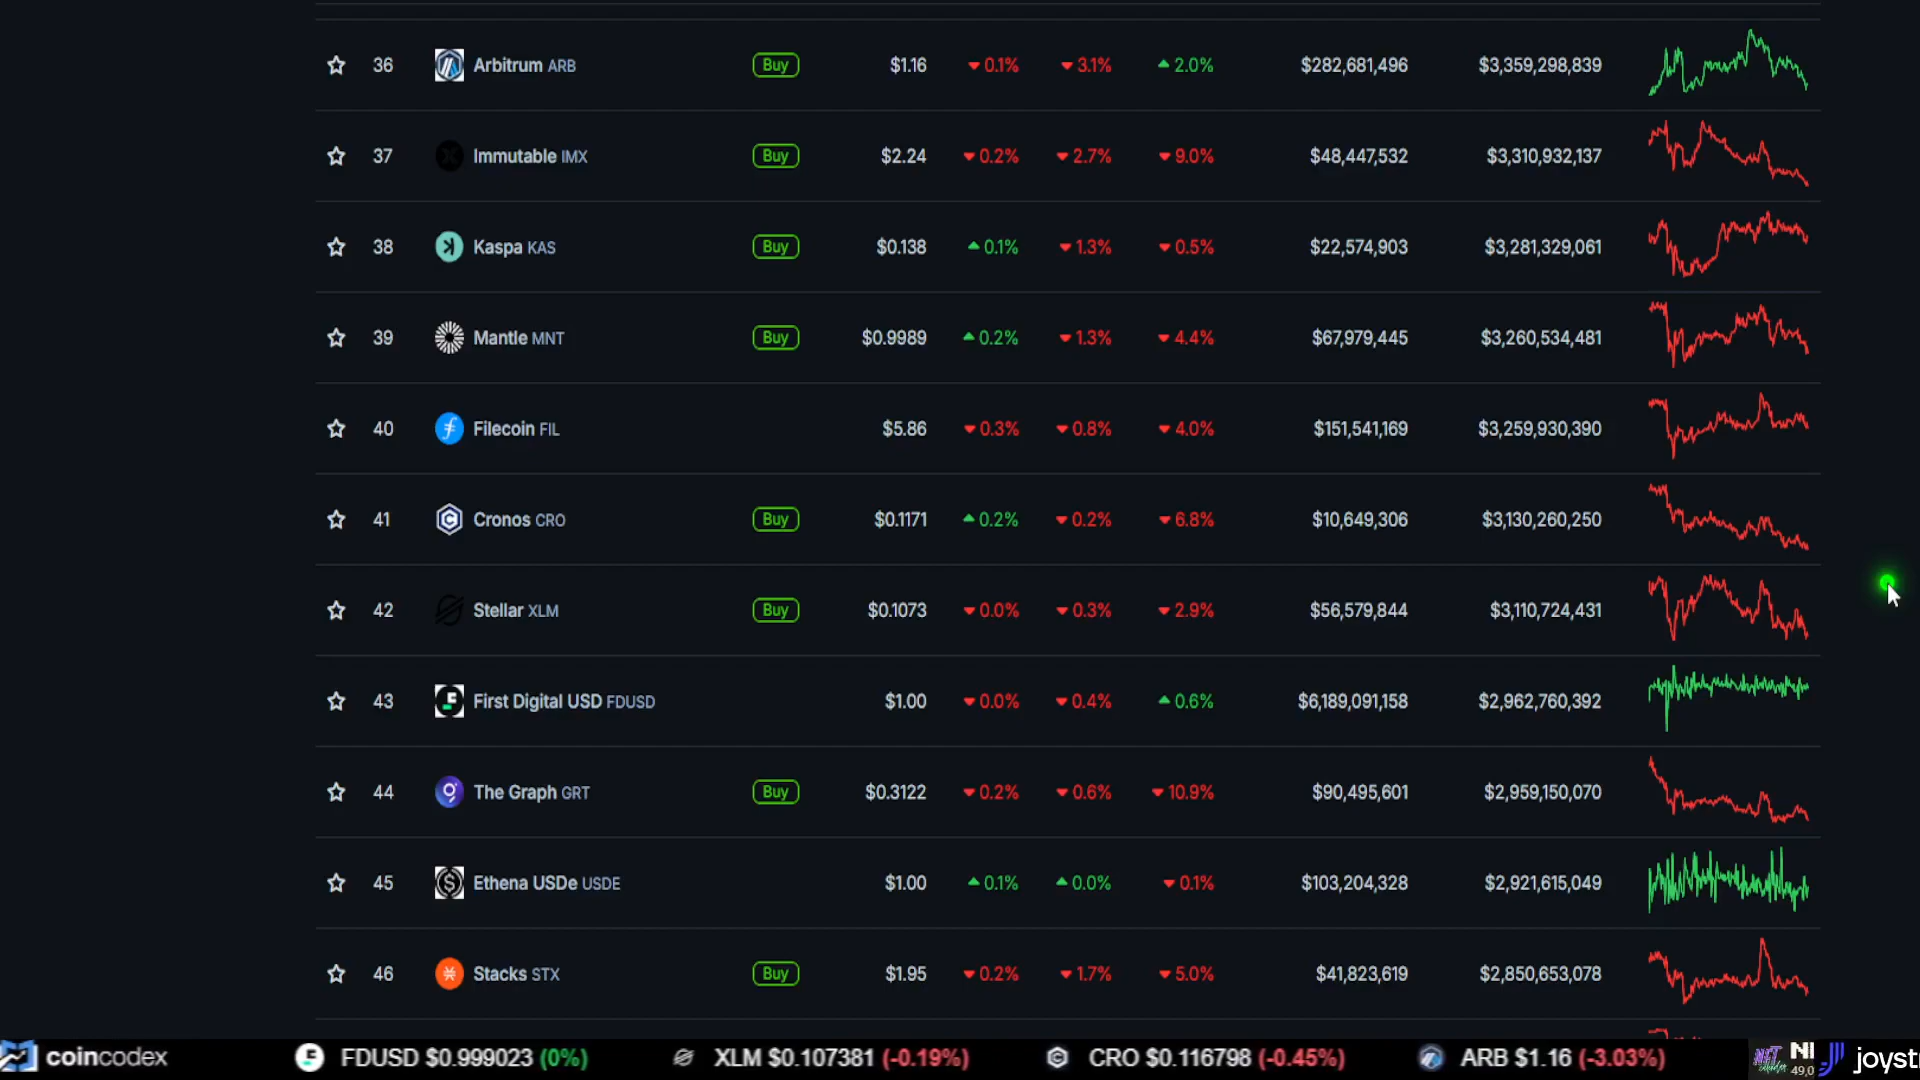 36 Arbitrum ARB Buy $1.16 0.1% 3.1% 2.0% $282,681,496 $3,359,298,839
37 Immutable IMX Buy $2.24 0.2% 2.7% 9.0% $48,447,532 $3,310,932,137
38 Kaspa KAS Buy $0.138 0.1% 1.3% 0.5% $22,574,903 $3,281,329,061
39 Mantle MNT Buy $0.9989 0.2% 1.3% 4.4% $67,979,445 $3,260,534,481
40 Filecoin FIL $5.86 0.3% 0.8% 4.0% $151,541,169 $3,259,930,390
41 Cronos CRO Buy $0.1171 0.2% 0.2% 6.8% $10,649,306 $3,130,260,250
42 Stellar XLM Buy $0.1073 0.0% 0.3% 2.9% $56,579,844 $3,110,724,431
43 First Digital USD FDUSD $1.00 0.0% 0.4% 0.6% $6,189,091,158 $2,962,760,392
44 The Graph GRT Buy $0.3122 0.2% 0.6% 10.9% $90,495,601 $2,959,150,070
45 Ethena USDe USDE $1.00 0.1% 0.0% 0.1% $103,204,328 $2,921,615,049
46 Stacks STX Buy $1.95 0.2% 1.7% 5.0% $41,823,619 $2,850,653,078
coincodex FDUSD $0.999023 (0%) XLM $0.107381 (-0.19%) CRO $0.116798 (-0.45%) ARB $1.16 (-3.03%) NI joystr
49,0